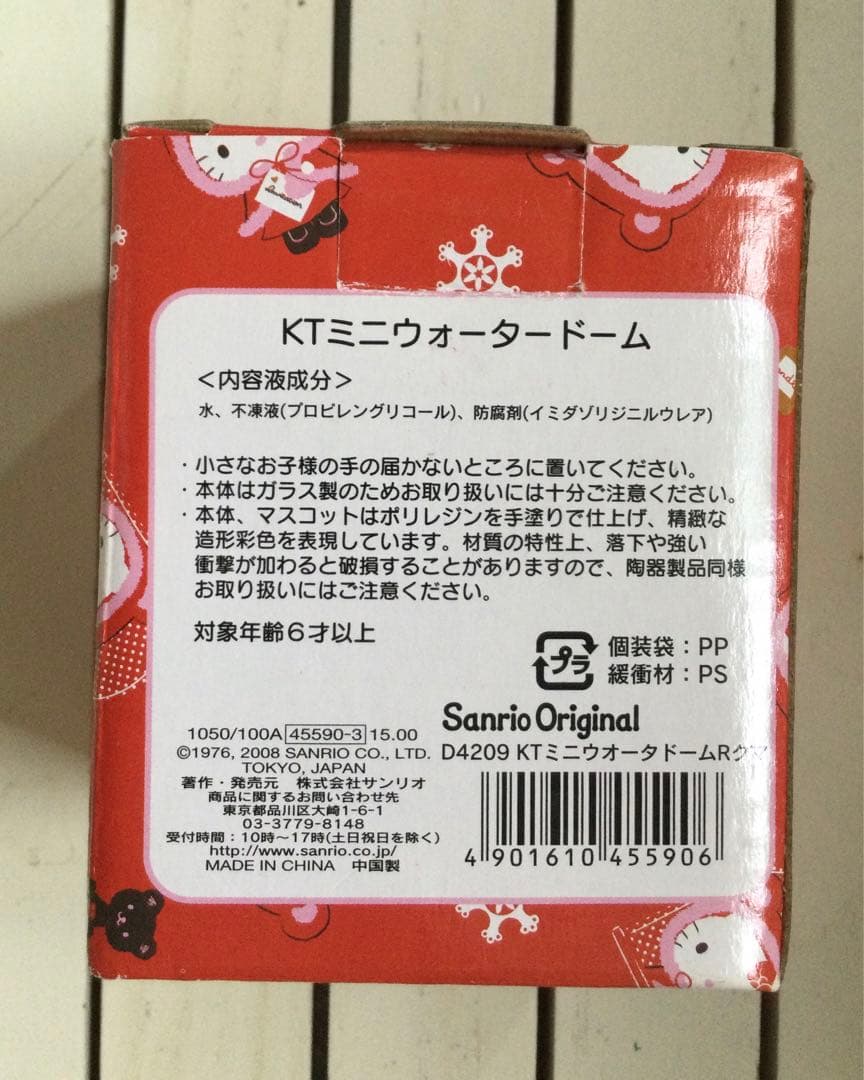 KTミニウォータードーム
＜内容液成分＞
水、不凍液(プロピレングリコール)、防腐剤(イミダゾリジニルウレア)
・小さなお子様の手の届かないところに置いてください。
・本体はガラス製のためお取り扱いには十分ご注意ください。
・本体、マスコットはポリレジンを手塗りで仕上げ、精緻な
造形彩色を表現しています。材質の特性上、落下や強い
衝撃が加わると破損することがありますので、陶器製品同様
お取り扱いにはご注意ください。
対象年齢6才以上
プラ
個装袋：PP
緩衝材：PS
Sanrio Original
1050/100A 45590-3 15.00
©1976, 2008 SANRIO CO., LTD.
TOKYO, JAPAN
著作・発売元 株式会社サンリオ
商品に関するお問い合わせ先
東京都品川区大崎1-6-1
03-3779-8148
受付時間：10時～17時(土日祝日を除く)
http://www.sanrio.co.jp/
MADE IN CHINA 中国製
D4209 KTミニウオータドームRクマ
4 901610 455906